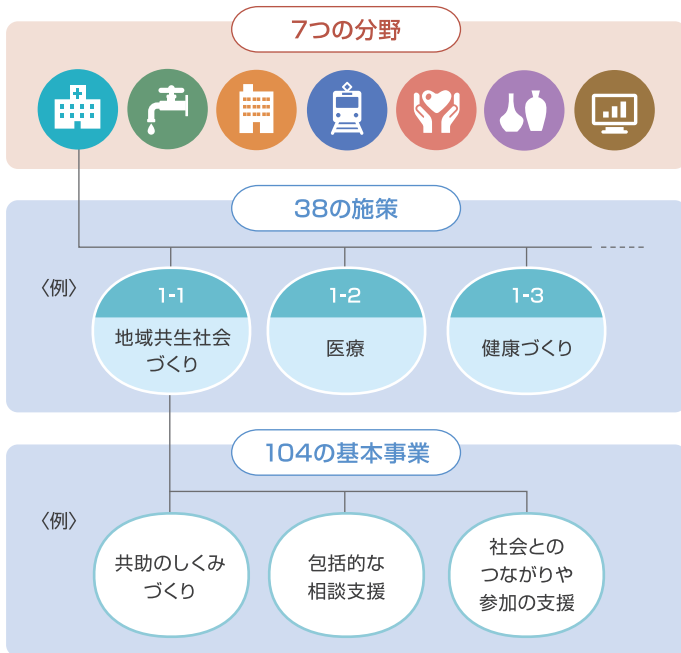 7つの分野
38の施策
〈例〉
1-1
地域共生社会
づくり
1-2
医療
1-3
健康づくり
104の基本事業
〈例〉
共助のしくみ
づくり
包括的な
相談支援
社会との
つながりや
参加の支援